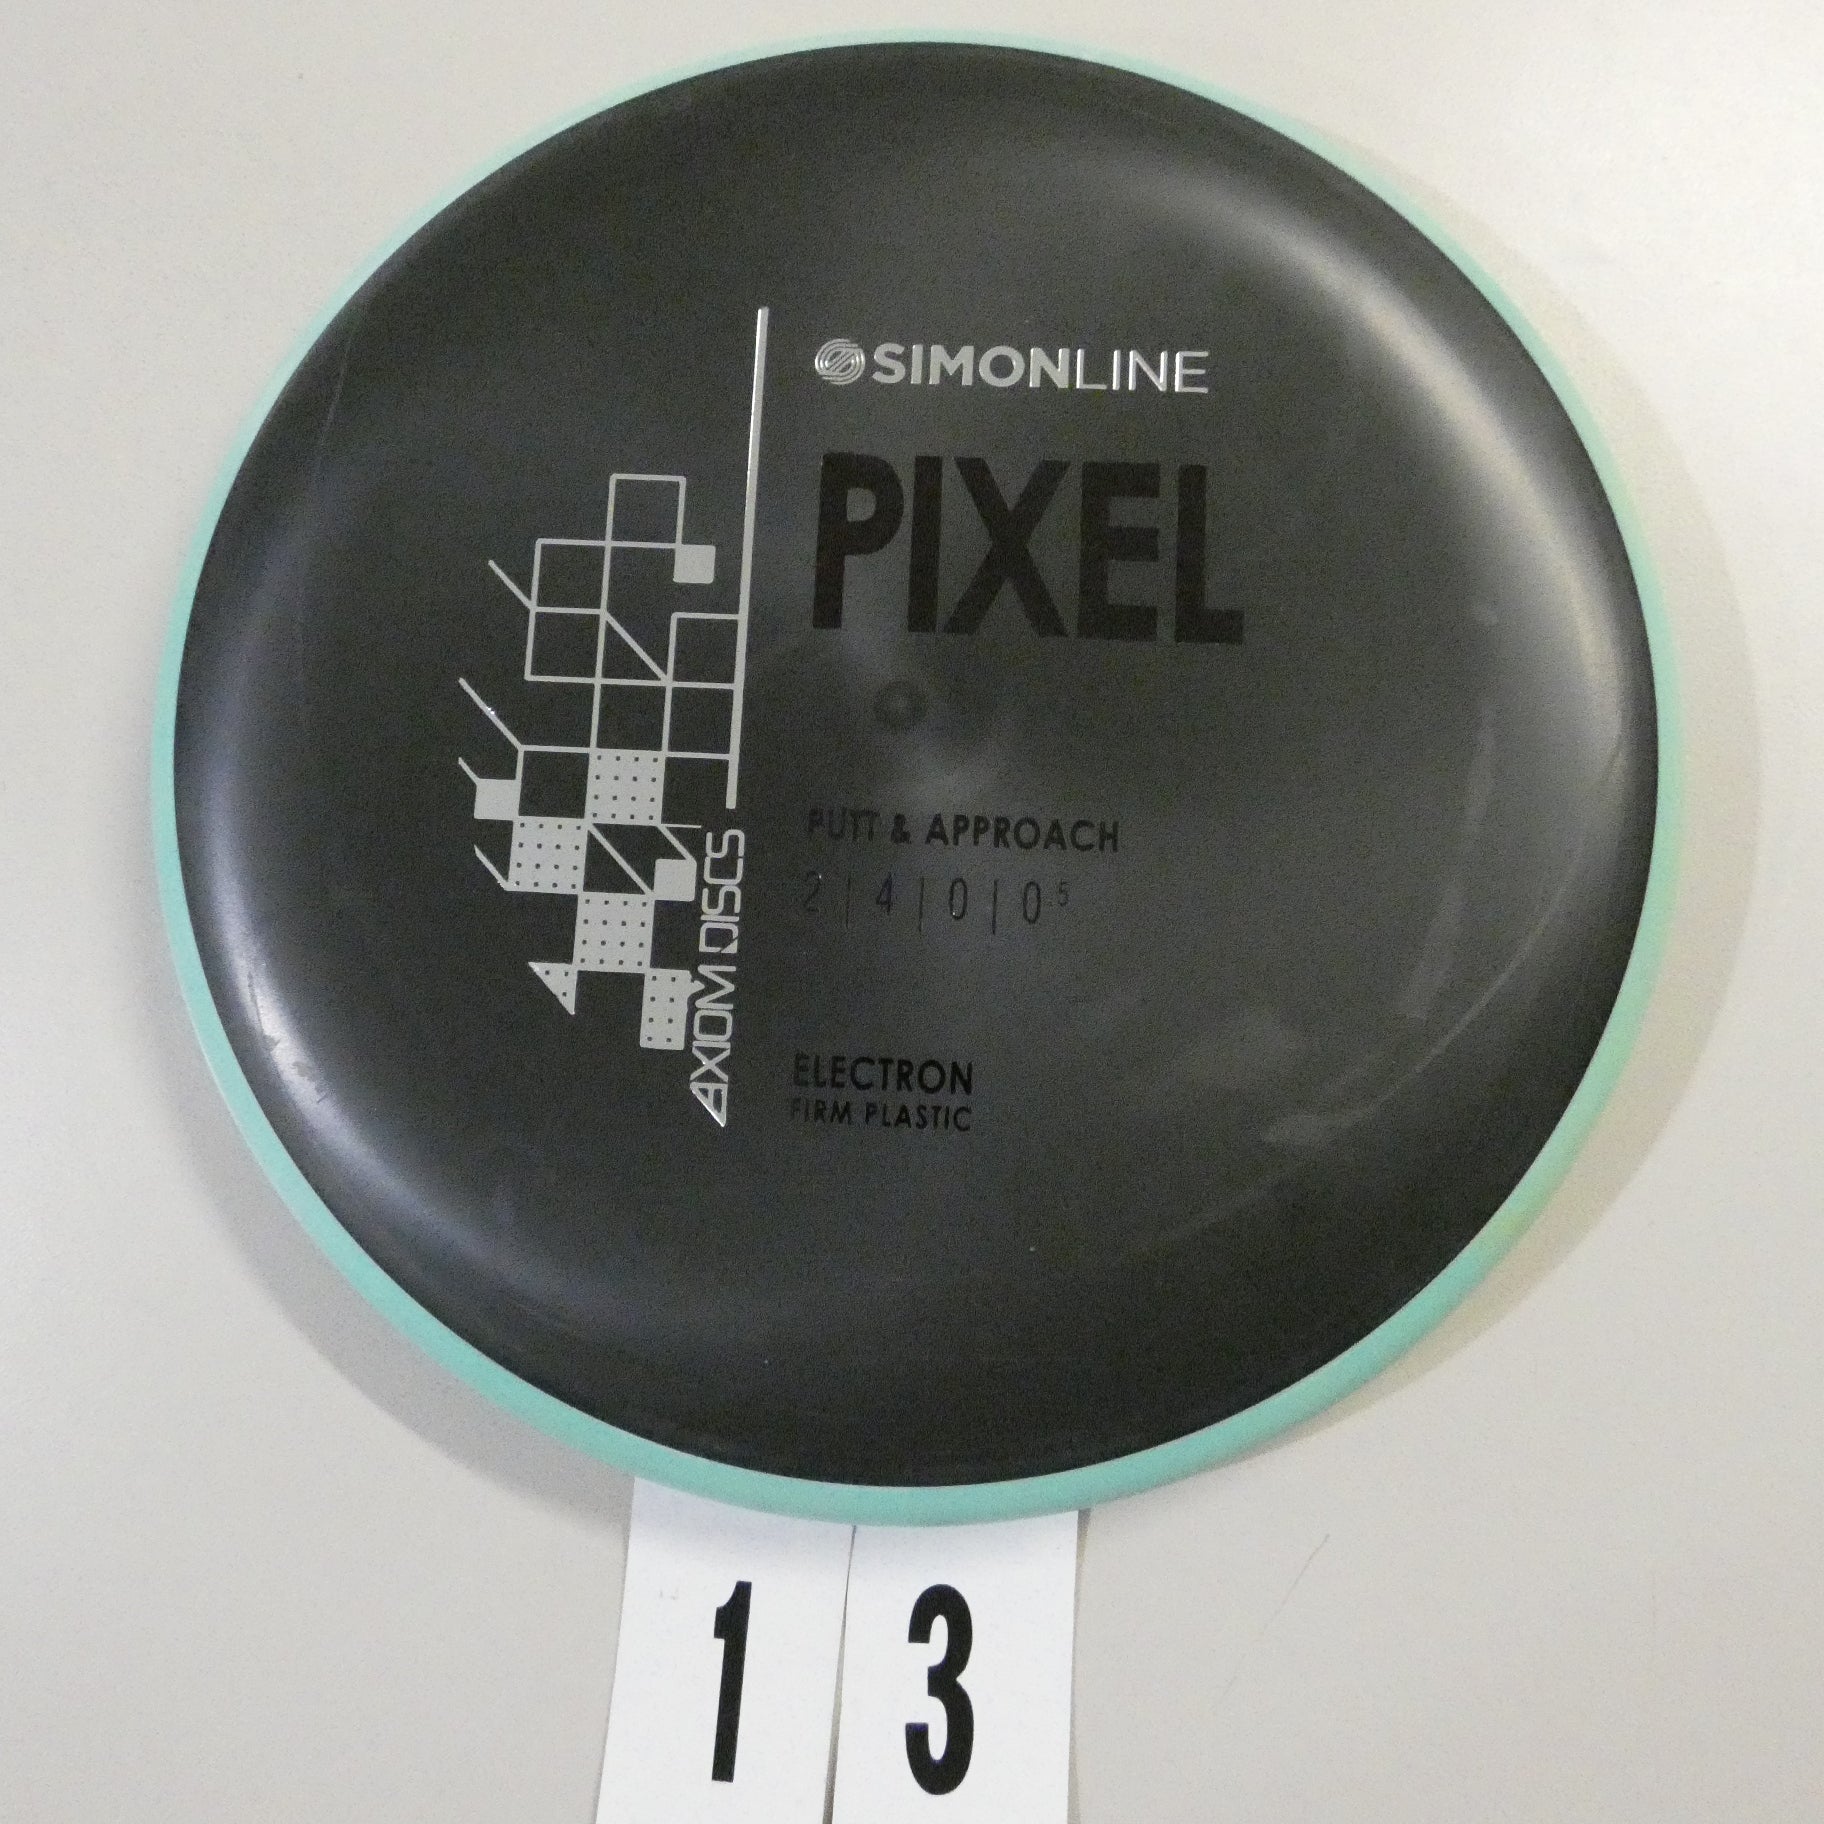 SIMONLINE
PIXEL
PUTT & APPROACH
2 | 4 | 0 | 0.5
ELECTRON
FIRM PLASTIC
AXIOM DISCS
1 3